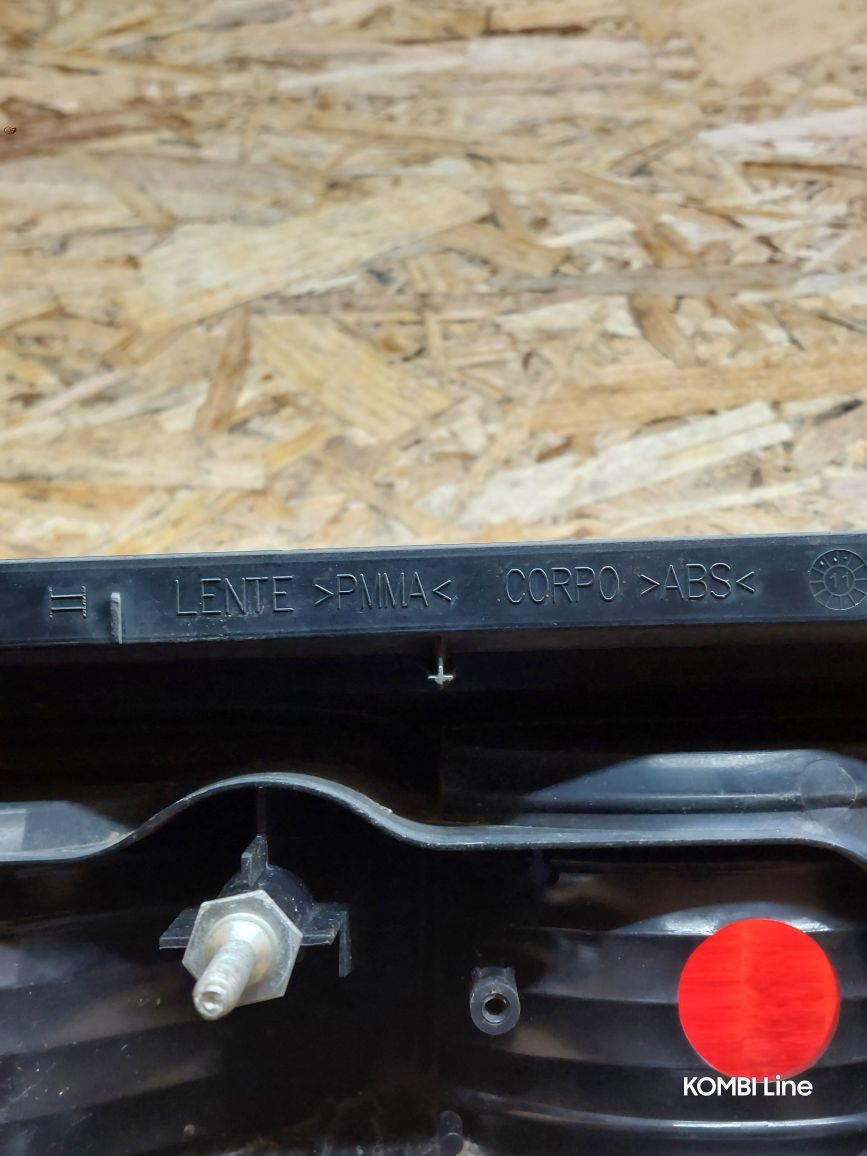 LENTE >PMMA< CORPO >ABS< 11
KOMBI Line